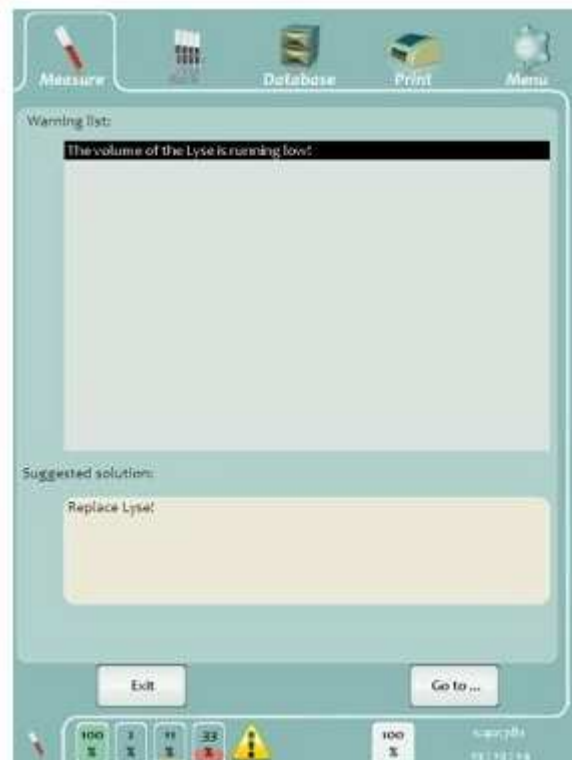 Measure
Database
Print
Menu
Warning list:
The volume of the Lyse is running low!
Suggested solution:
Replace Lyse!
Exit
Go to ...
100 %
11 %
33 %
100 %